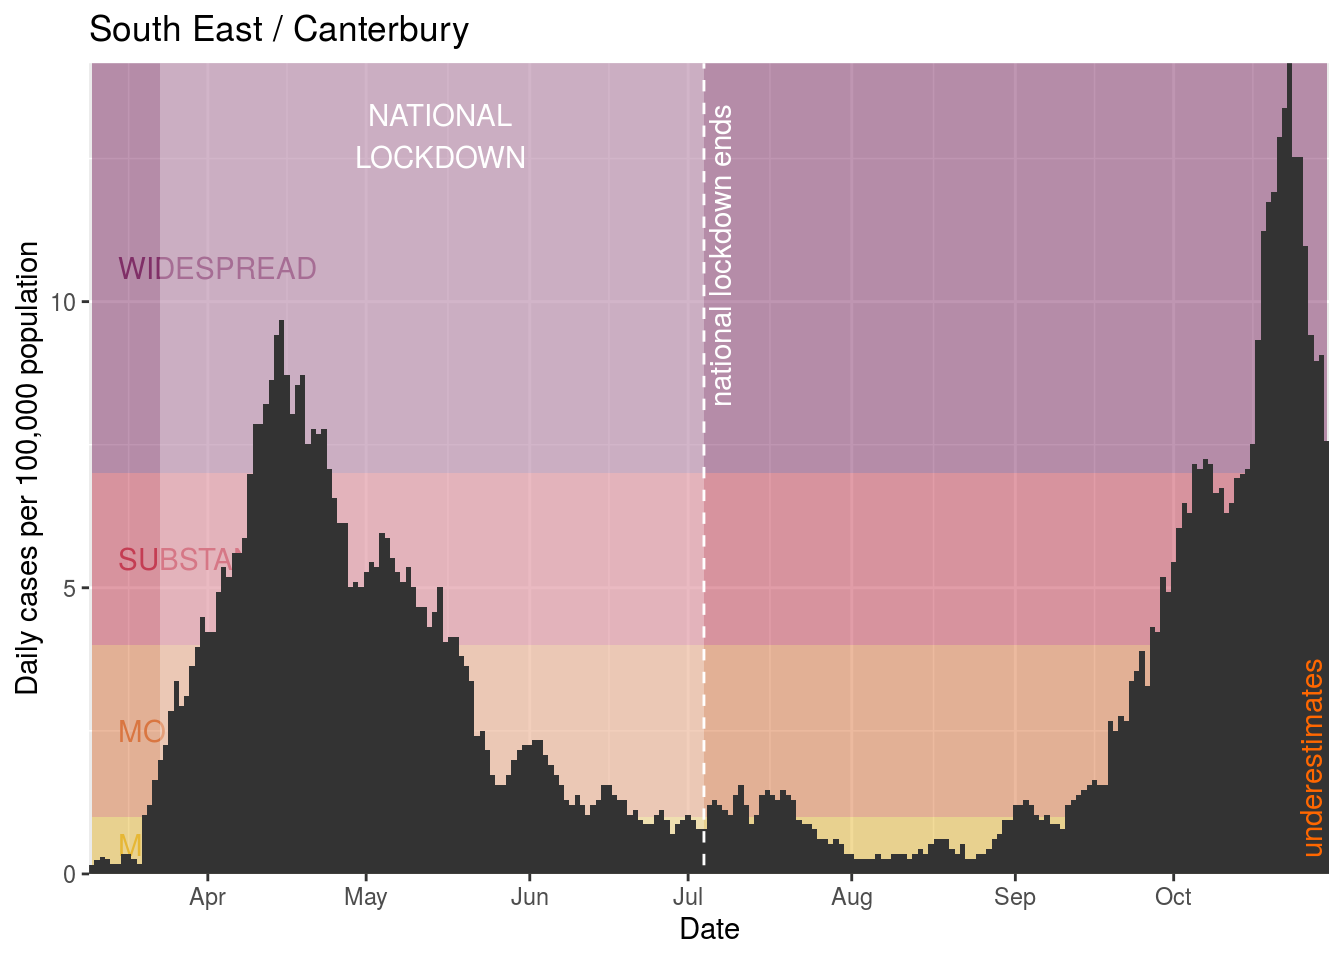 South East / Canterbury
NATIONAL
LOCKDOWN
national lockdown ends
WIDESPREAD
SUBSTA
MO
M
underestimates
Daily cases per 100,000 population
10
5
0
Apr
May
Jun
Jul
Aug
Sep
Oct
Date